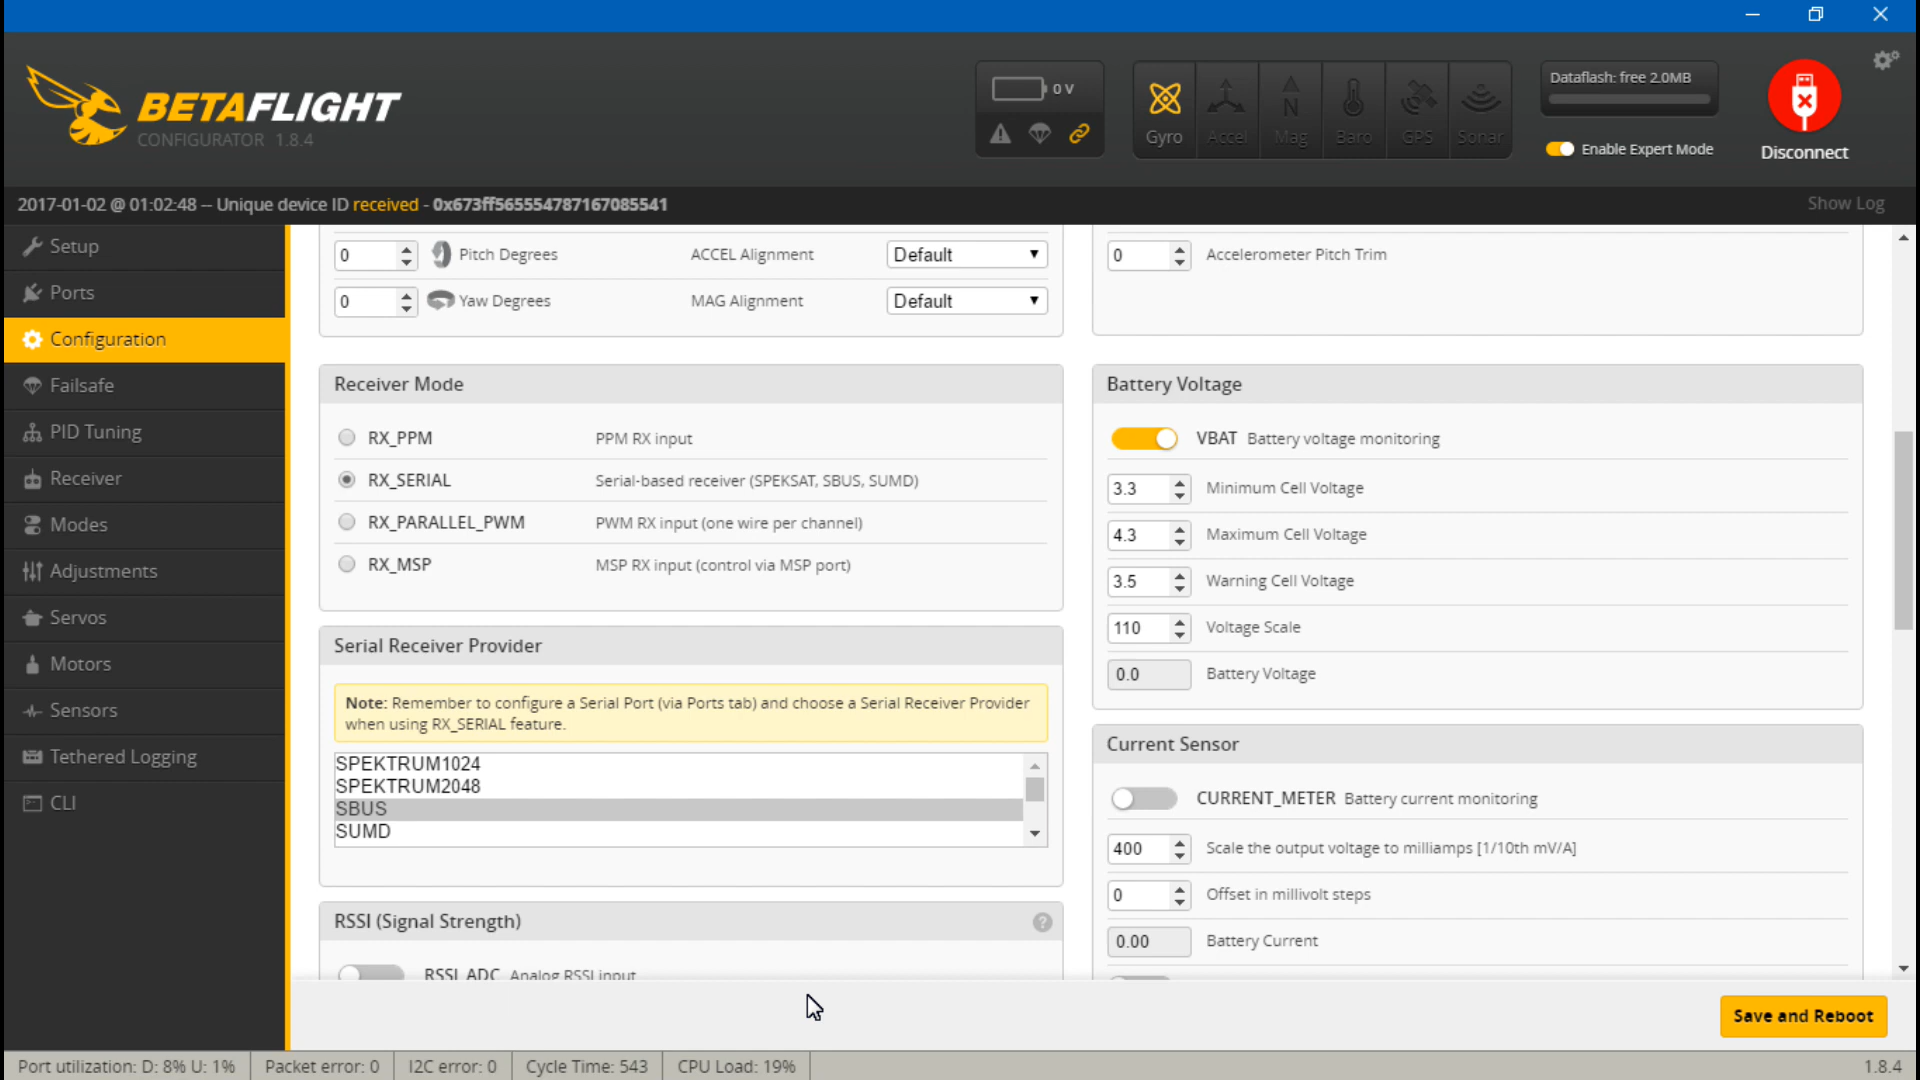 BETAFLIGHT
CONFIGURATOR 1.8.4
0 V
Gyro
Accel
Mag
Baro
GPS
Sonar
Dataflash: free 2.0MB
Enable Expert Mode
Disconnect
2017-01-02 @ 01:02:48 -- Unique device ID received - 0x673ff565554787167085541
Show Log
Setup
Ports
Configuration
Failsafe
PID Tuning
Receiver
Modes
Adjustments
Servos
Motors
Sensors
Tethered Logging
CLI
0 Pitch Degrees ACCEL Alignment Default
0 Yaw Degrees MAG Alignment Default
0 Accelerometer Pitch Trim
Receiver Mode
RX_PPM PPM RX input
RX_SERIAL Serial-based receiver (SPEKSAT, SBUS, SUMD)
RX_PARALLEL_PWM PWM RX input (one wire per channel)
RX_MSP MSP RX input (control via MSP port)
Serial Receiver Provider
Note: Remember to configure a Serial Port (via Ports tab) and choose a Serial Receiver Provider
when using RX_SERIAL feature.
SPEKTRUM1024
SPEKTRUM2048
SBUS
SUMD
RSSI (Signal Strength) ?
RSSI_ADC Analog RSSI input
Battery Voltage
VBAT Battery voltage monitoring
3.3 Minimum Cell Voltage
4.3 Maximum Cell Voltage
3.5 Warning Cell Voltage
110 Voltage Scale
0.0 Battery Voltage
Current Sensor
CURRENT_METER Battery current monitoring
400 Scale the output voltage to milliamps [1/10th mV/A]
0 Offset in millivolt steps
0.00 Battery Current
Save and Reboot
Port utilization: D: 8% U: 1% Packet error: 0 I2C error: 0 Cycle Time: 543 CPU Load: 19% 1.8.4